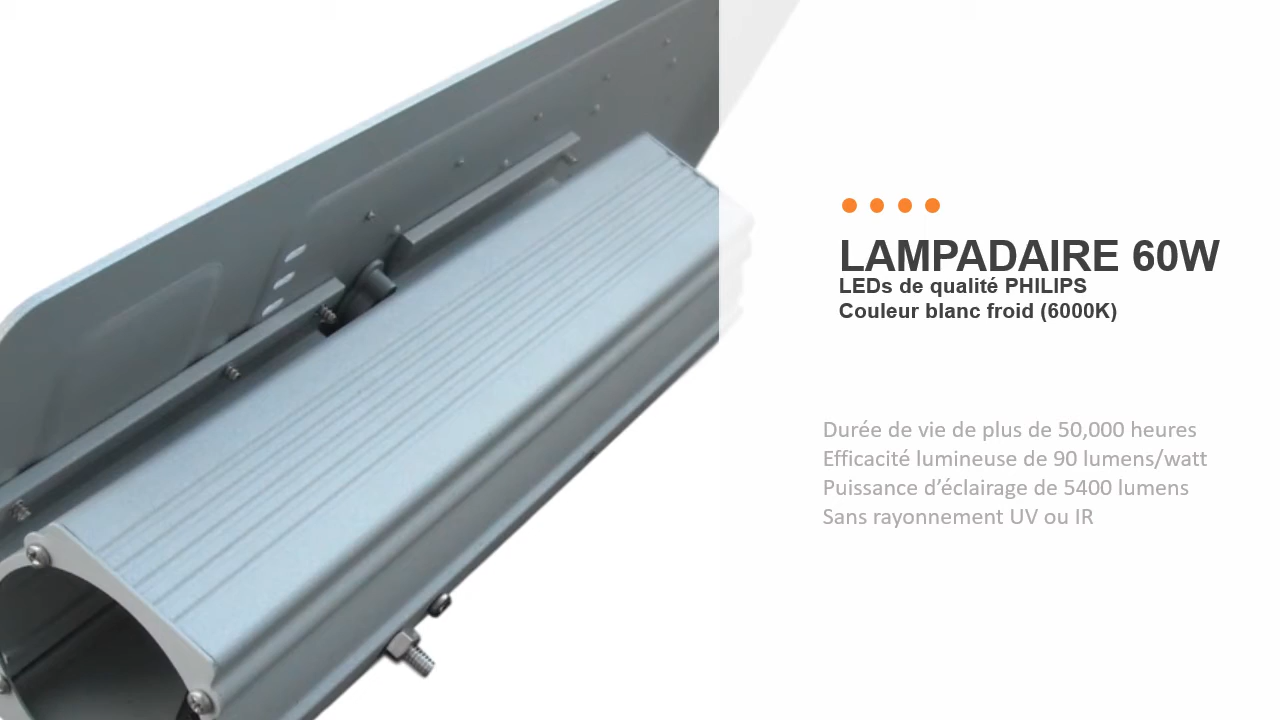 LAMPADAIRE 60W
LEDs de qualité PHILIPS
Couleur blanc froid (6000K)
Durée de vie de plus de 50,000 heures
Efficacité lumineuse de 90 lumens/watt
Puissance d’éclairage de 5400 lumens
Sans rayonnement UV ou IR